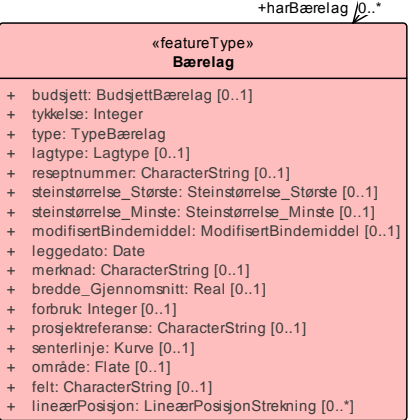 +harBærelag 0..*
«featureType»
Bærelag
+ budsjett: BudsjettBærelag [0..1]
+ tykkelse: Integer
+ type: TypeBærelag
+ lagtype: Lagtype [0..1]
+ reseptnummer: CharacterString [0..1]
+ steinstørrelse_Største: Steinstørrelse_Største [0..1]
+ steinstørrelse_Minste: Steinstørrelse_Minste [0..1]
+ modifisertBindemiddel: ModifisertBindemiddel [0..1]
+ leggedato: Date
+ merknad: CharacterString [0..1]
+ bredde_Gjennomsnitt: Real [0..1]
+ forbruk: Integer [0..1]
+ prosjektreferanse: CharacterString [0..1]
+ senterlinje: Kurve [0..1]
+ område: Flate [0..1]
+ felt: CharacterString [0..1]
+ lineærPosisjon: LineærPosisjonStrekning [0..*]